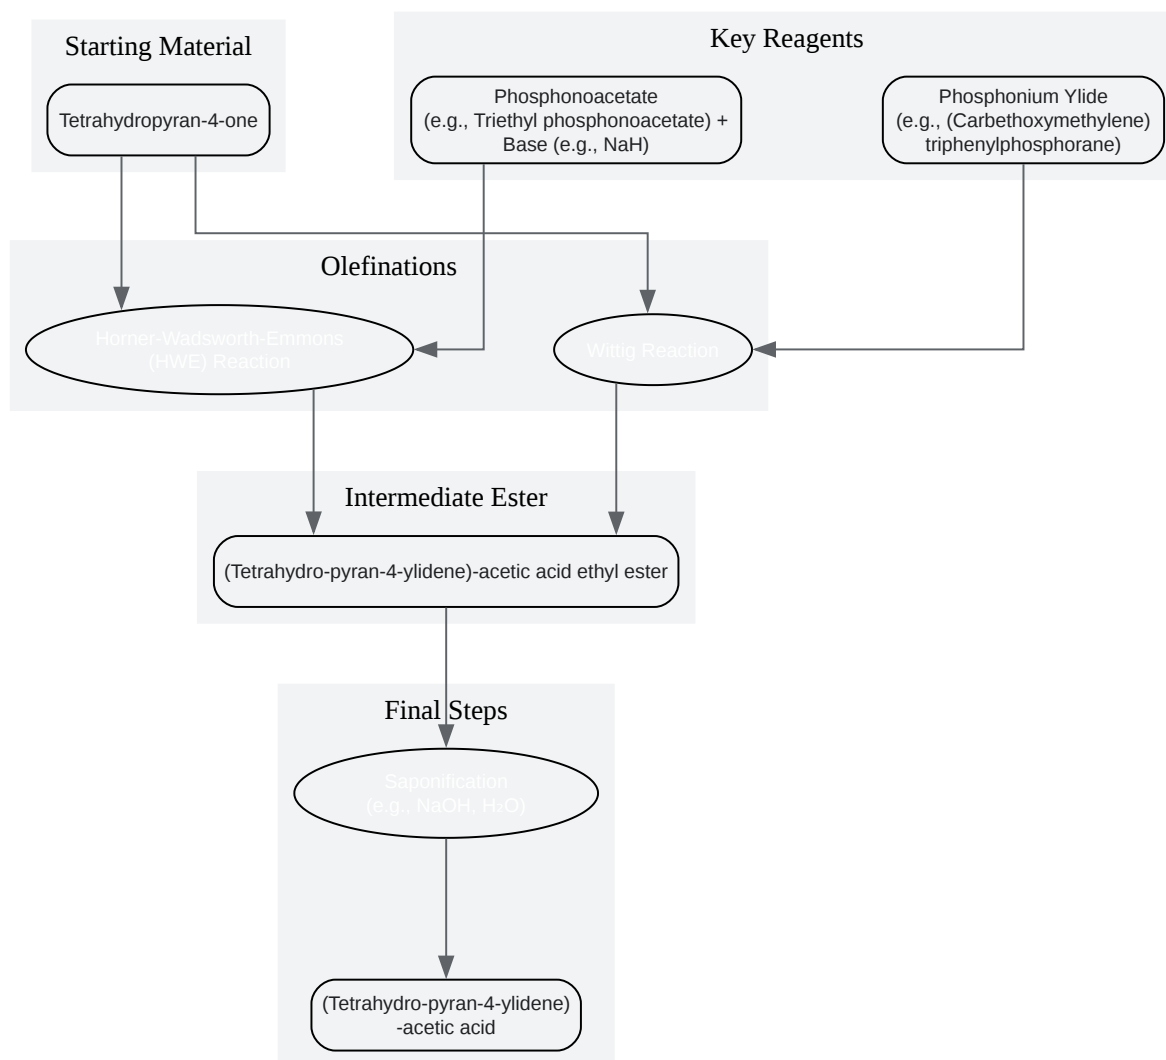 Starting Material
Key Reagents
Tetrahydropyran-4-one
Phosphonoacetate
(e.g., Triethyl phosphonoacetate) +
Base (e.g., NaH)
Phosphonium Ylide
(e.g., (Carbethoxymethylene)
triphenylphosphorane)
Olefinations
Horner-Wadsworth-Emmons
(HWE) Reaction
Wittig Reaction
Intermediate Ester
(Tetrahydro-pyran-4-ylidene)-acetic acid ethyl ester
Final Steps
Saponification
(e.g., NaOH, H₂O)
(Tetrahydro-pyran-4-ylidene)
-acetic acid